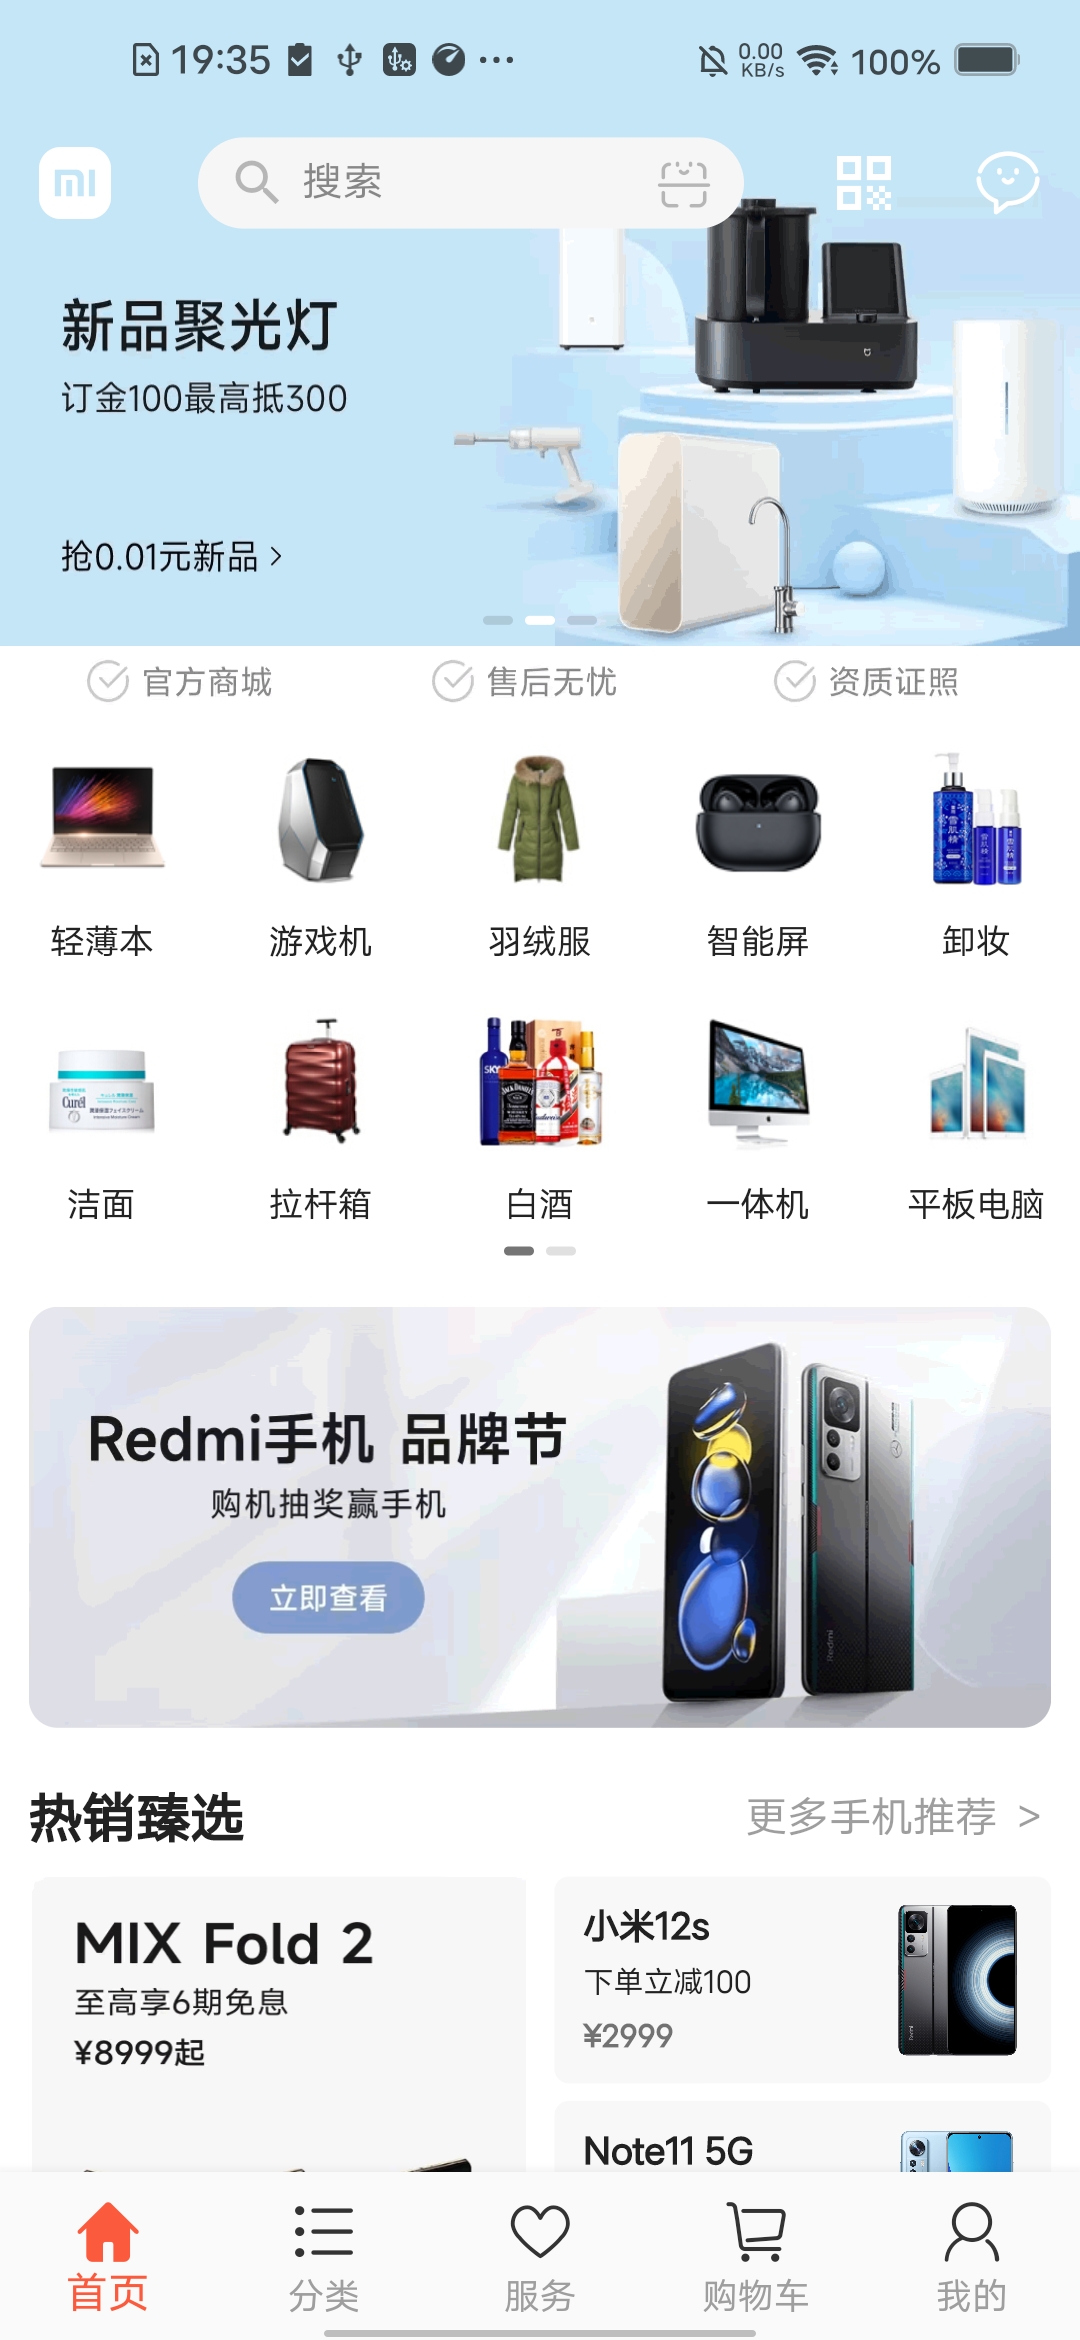 19:35
0.00
KB/s
100%
搜索
新品聚光灯
订金100最高抵300
抢0.01元新品 >
官方商城
售后无忧
资质证照
轻薄本
游戏机
羽绒服
智能屏
卸妆
洁面
拉杆箱
白酒
一体机
平板电脑
Redmi手机 品牌节
购机抽奖赢手机
立即查看
热销臻选
更多手机推荐 >
MIX Fold 2
至高享6期免息
¥8999起
小米12s
下单立减100
¥2999
Note11 5G
首页
分类
服务
购物车
我的